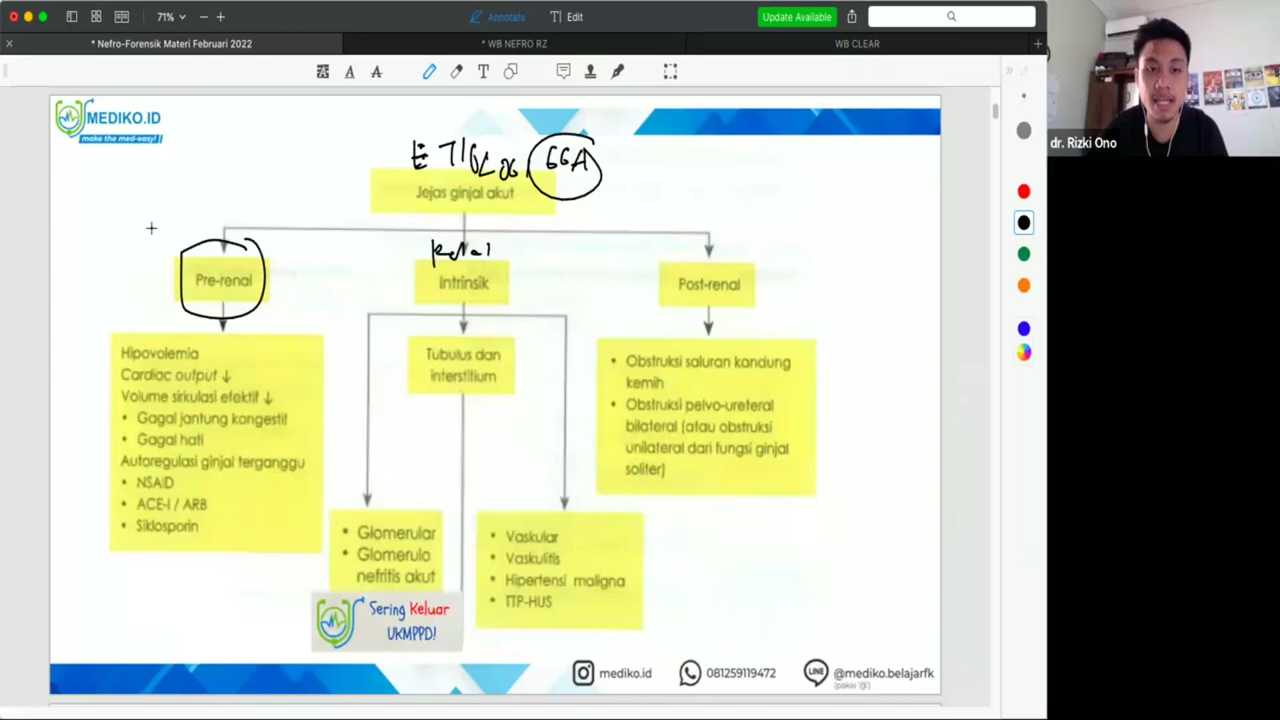 71%
Annotate
Edit
Update Available
* Nefro-Forensik Materi Februari 2022
* WB NEFRO RZ
WB CLEAR
dr. Rizki Ono
MEDIKO.ID
make the med-easy!
GGA
Jejas ginjal akut
Renal
Pre-renal
Intrinsik
Post-renal
Hipovolemia
Cardiac output ↓
Volume sirkulasi efektif ↓
• Gagal jantung kongestif
• Gagal hati
Autoregulasi ginjal terganggu
• NSAID
• ACE-I / ARB
• Siklosporin
Tubulus dan
interstitium
• Obstruksi saluran kandung
kemih
• Obstruksi pelvo-ureteral
bilateral (atau obstruksi
unilateral dari fungsi ginjal
soliter)
• Glomerular
• Glomerulo
nefritis akut
• Vaskular
• Vaskulitis
• Hipertensi maligna
• TTP-HUS
Sering Keluar
UKMPPD!
mediko.id
081259119472
LINE
@mediko.belajarfk
(pakai '@')